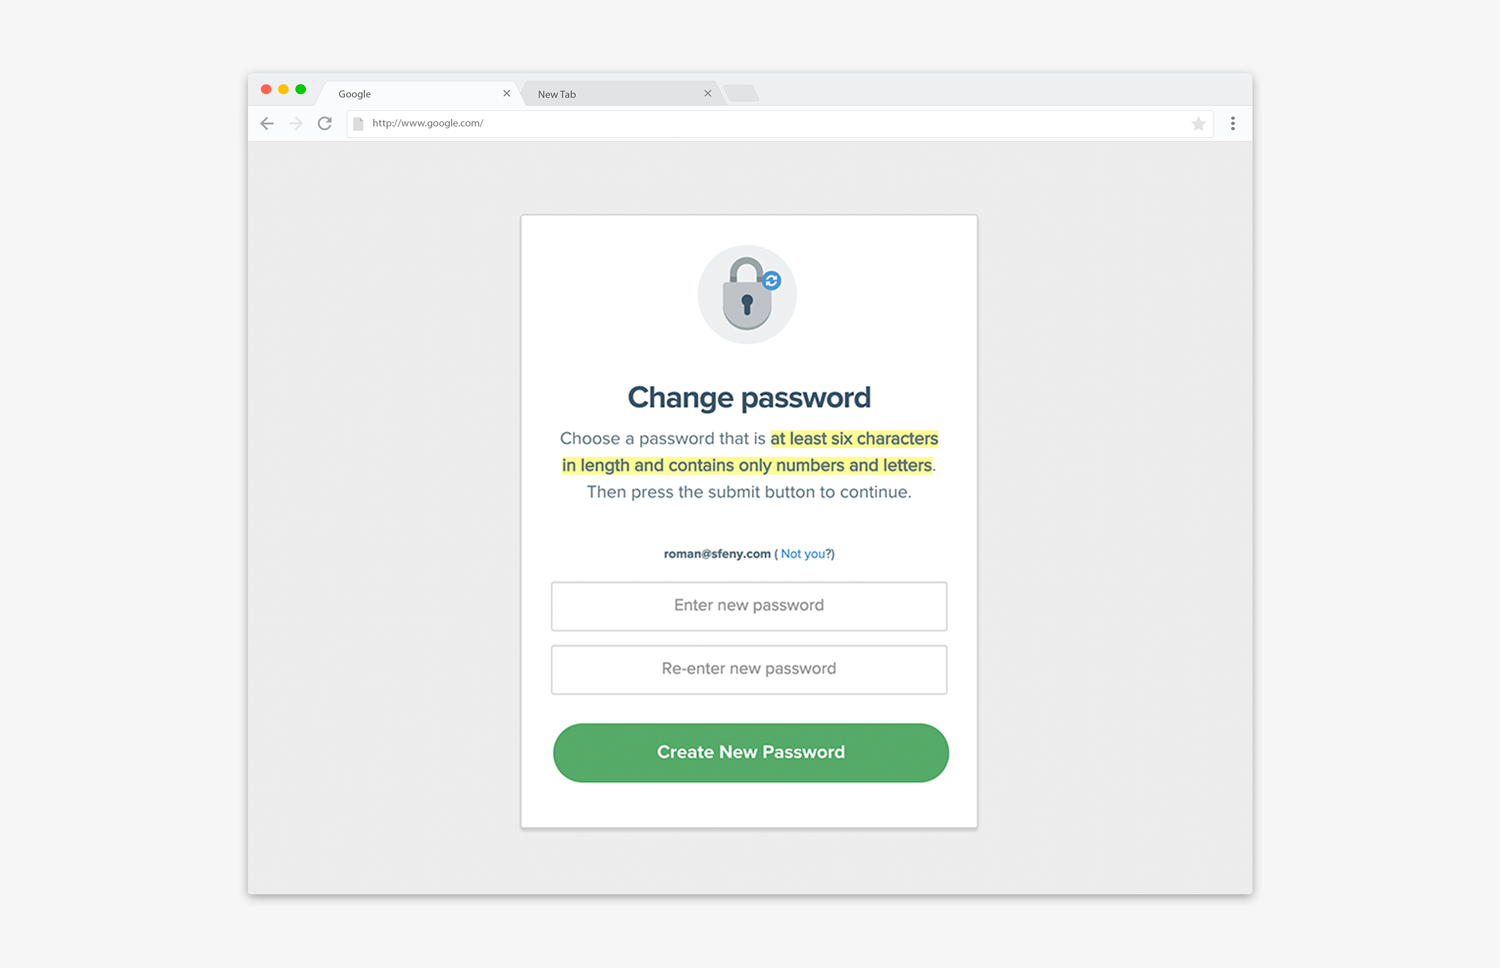 Google
New Tab
http://www.google.com/
Change password
Choose a password that is at least six characters
in length and contains only numbers and letters.
Then press the submit button to continue.
roman@sfeny.com ( Not you?)
Enter new password
Re-enter new password
Create New Password